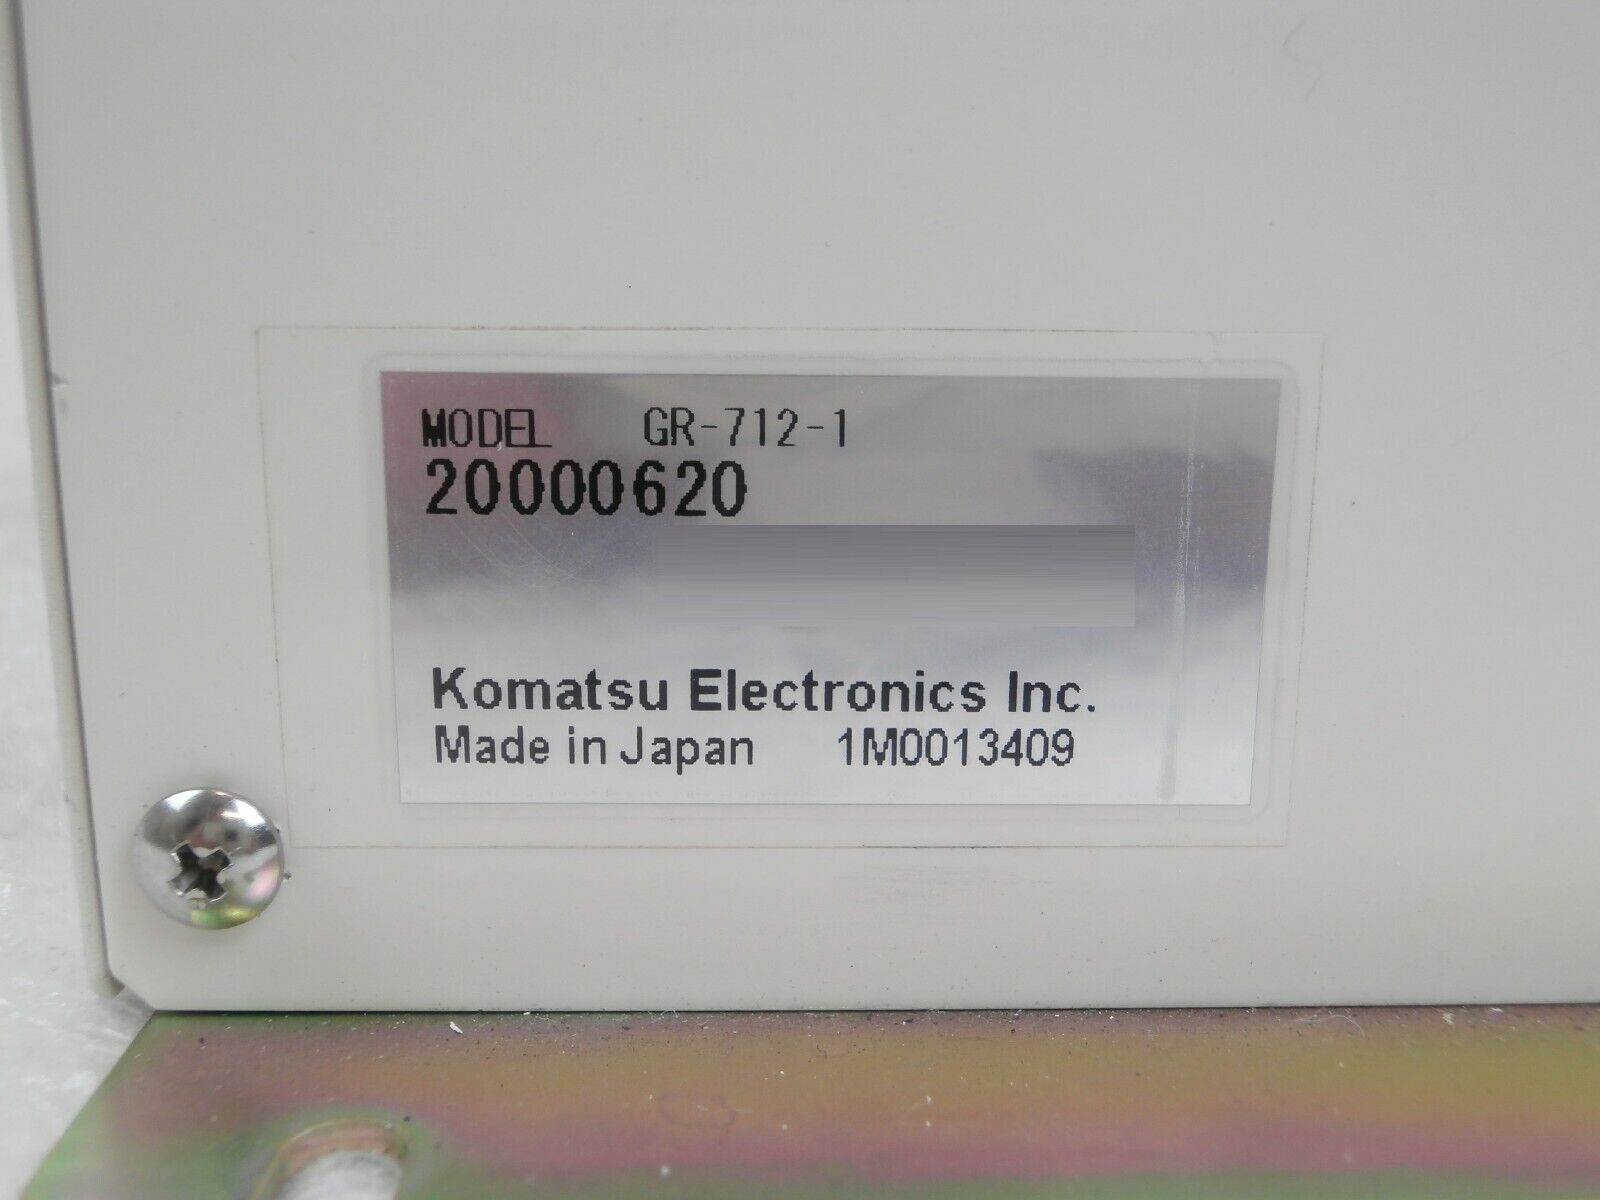 MODEL GR-712-1
20000620
Komatsu Electronics Inc.
Made in Japan 1M0013409